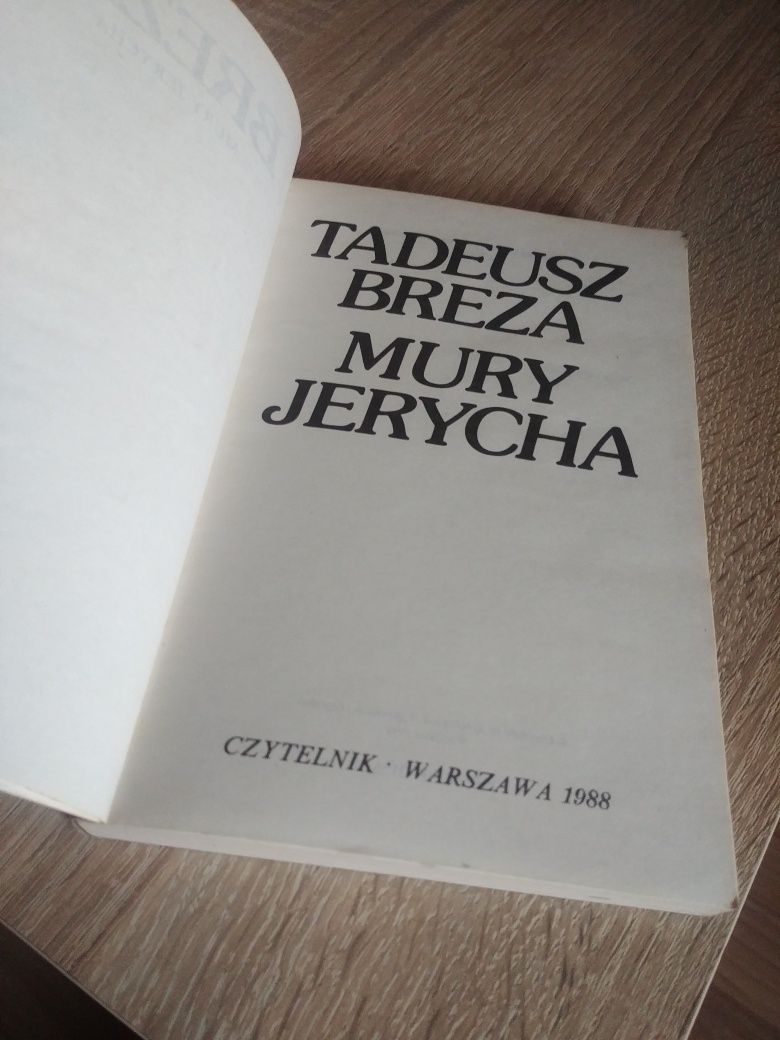 TADEUSZ
BREZA
MURY
JERYCHA
CZYTELNIK · WARSZAWA 1988